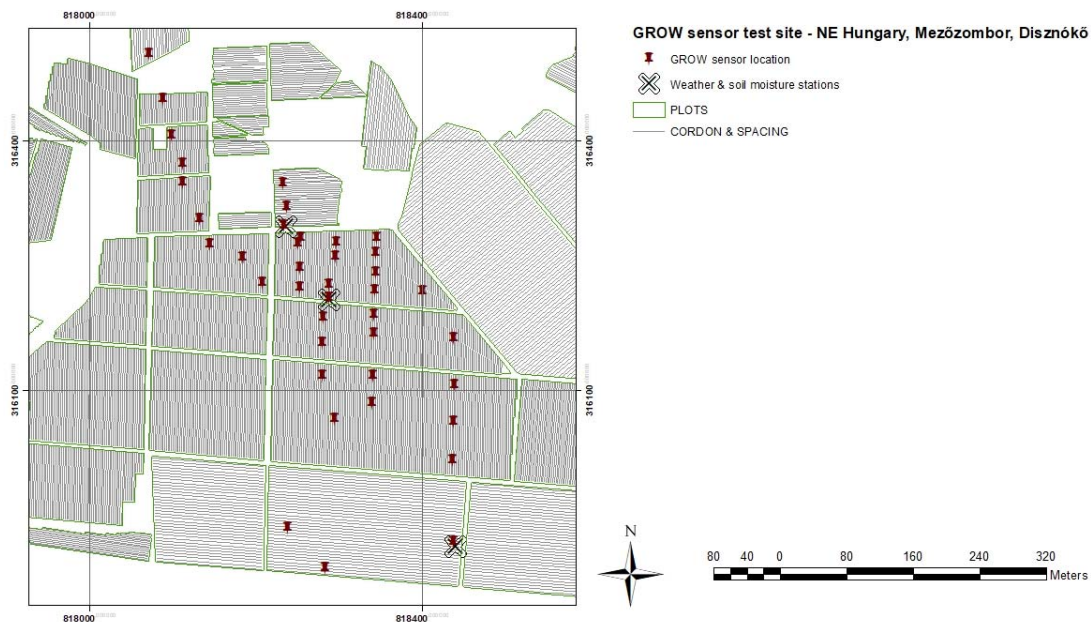 818000 818400
GROW sensor test site - NE Hungary, Mezőzombor, Disznókő
GROW sensor location
Weather & soil moisture stations
PLOTS
CORDON & SPACING
316400 316400
316100 316100
N
80 40 0 80 160 240 320
Meters
818000 818400